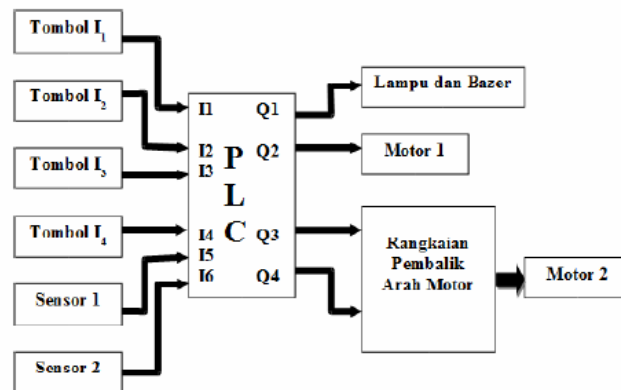 Tombol I1
Tombol I2
Tombol I3
Tombol I4
Sensor 1
Sensor 2
I1
I2
I3
I4
I5
I6
P
L
C
Q1
Q2
Q3
Q4
Lampu dan Bazer
Motor 1
Rangkaian
Pembalik
Arah Motor
Motor 2